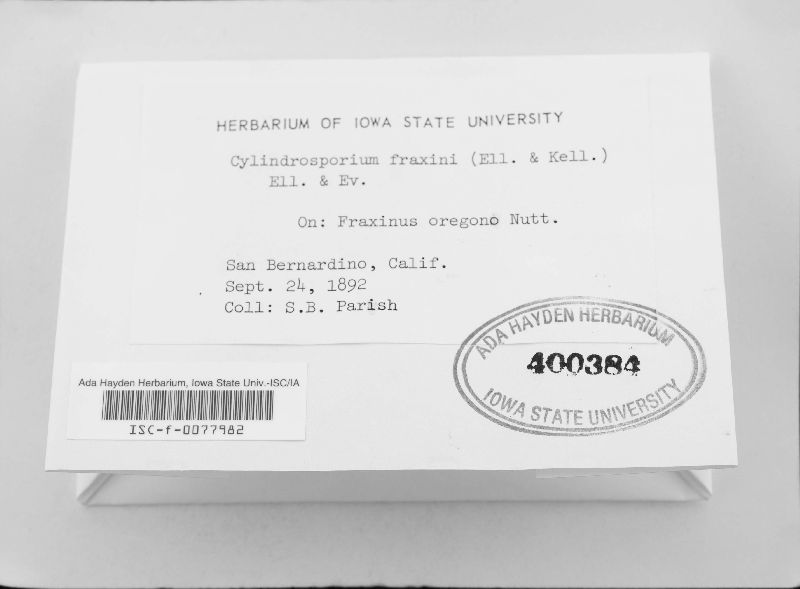 HERBARIUM OF IOWA STATE UNIVERSITY
Cylindrosporium fraxini (Ell. & Kell.)
Ell. & Ev.
On: Fraxinus oregono Nutt.
San Bernardino, Calif.
Sept. 24, 1892
Coll: S.B. Parish
ADA HAYDEN HERBARIUM
400384
IOWA STATE UNIVERSITY
Ada Hayden Herbarium, Iowa State Univ.-ISC/IA
ISC-f-0077982